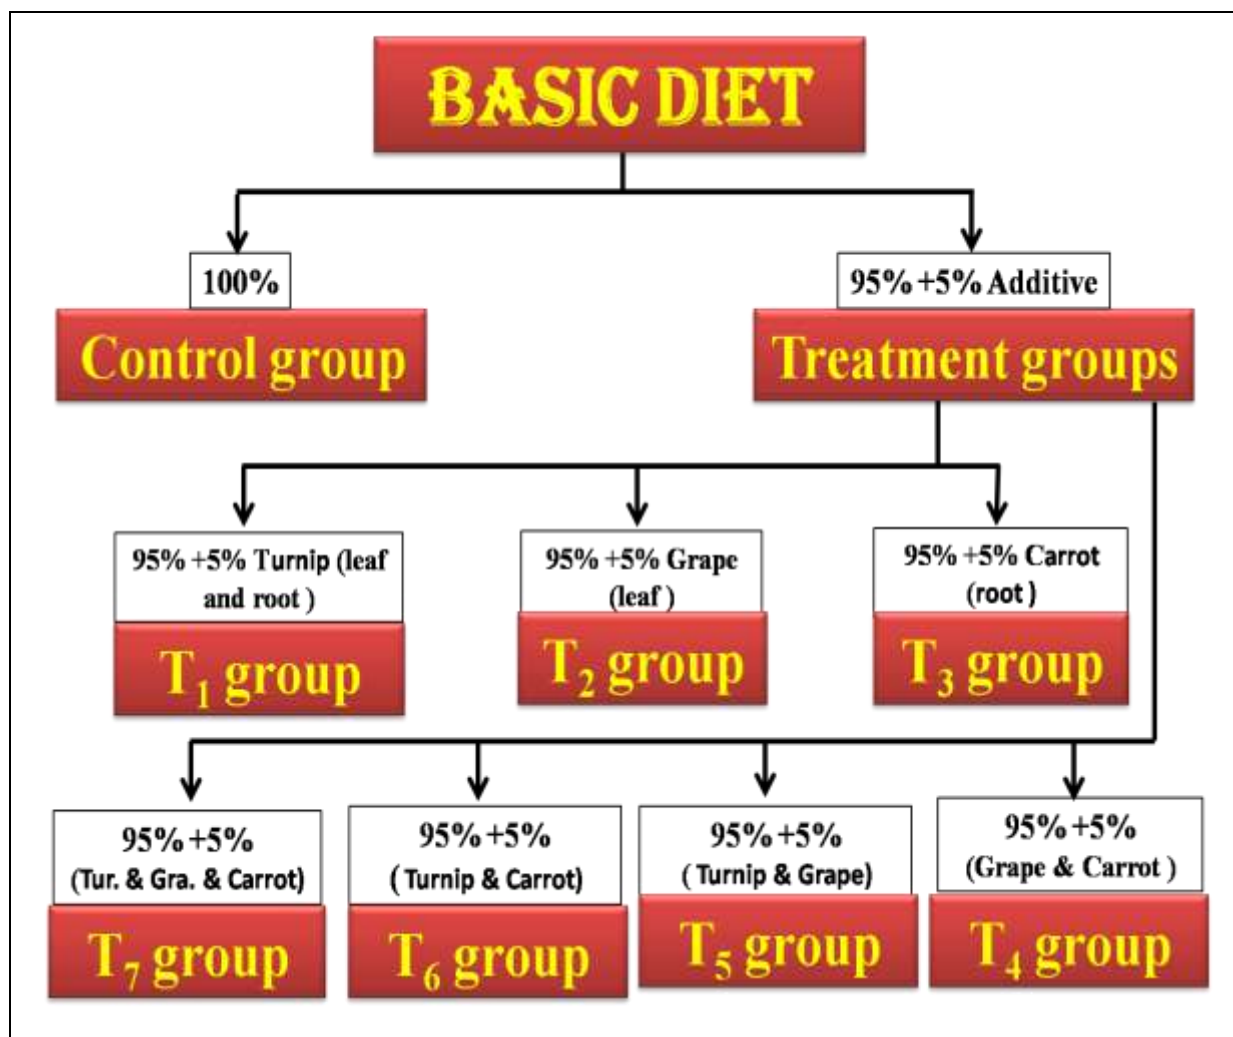 BASIC DIET
100%
Control group
95% +5% Additive
Treatment groups
95% +5% Turnip (leaf
and root )
T₁ group
95% +5% Grape
(leaf )
T₂ group
95% +5% Carrot
(root )
T₃ group
95% +5%
(Tur. & Gra. & Carrot)
T₇ group
95% +5%
( Turnip & Carrot)
T₆ group
95% +5%
( Turnip & Grape)
T₅ group
95% +5%
(Grape & Carrot )
T₄ group